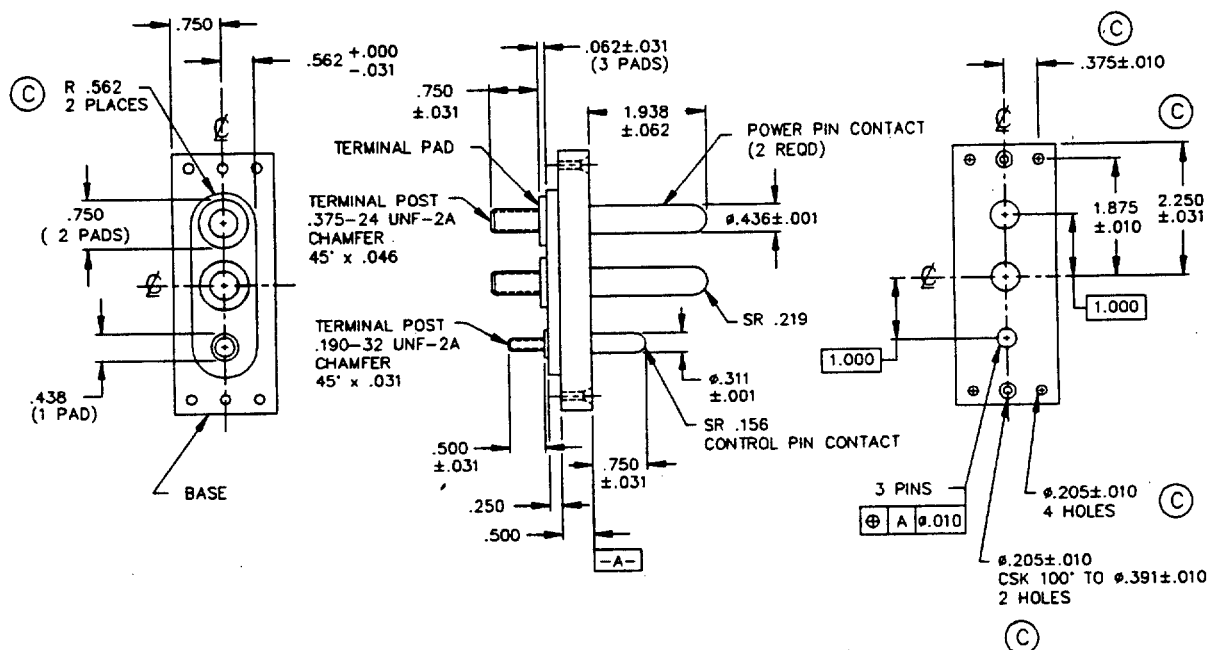 .750
.562 +.000
-.031
C
R .562
2 PLACES
℄
.750
( 2 PADS)
℄
.438
(1 PAD)
BASE
.062±.031
(3 PADS)
.750
±.031
1.938
±.062
TERMINAL PAD
POWER PIN CONTACT
(2 REQD)
TERMINAL POST
.375-24 UNF-2A
CHAMFER
45° x .046
ø.436±.001
SR .219
TERMINAL POST
.190-32 UNF-2A
CHAMFER
45° x .031
ø.311
±.001
SR .156
CONTROL PIN CONTACT
.500
±.031
.750
±.031
.250
.500
-A-
C
.375±.010
℄
C
1.875
±.010
2.250
±.031
℄
1.000
1.000
3 PINS
⌖ A ø.010
ø.205±.010
4 HOLES
C
ø.205±.010
CSK 100° TO ø.391±.010
2 HOLES
C